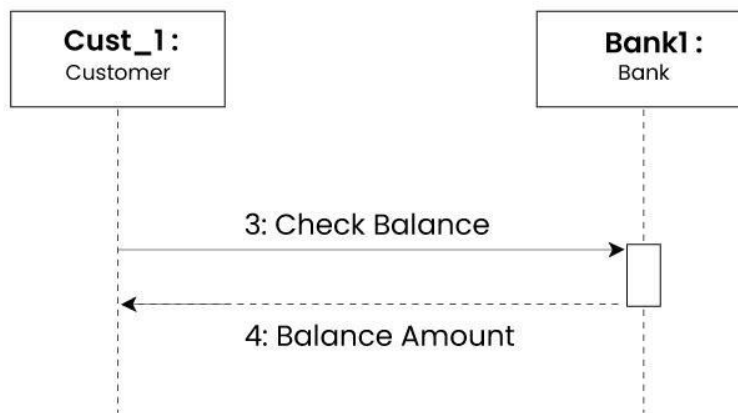 Cust_1 :
Customer
Bank1 :
Bank
3: Check Balance
4: Balance Amount